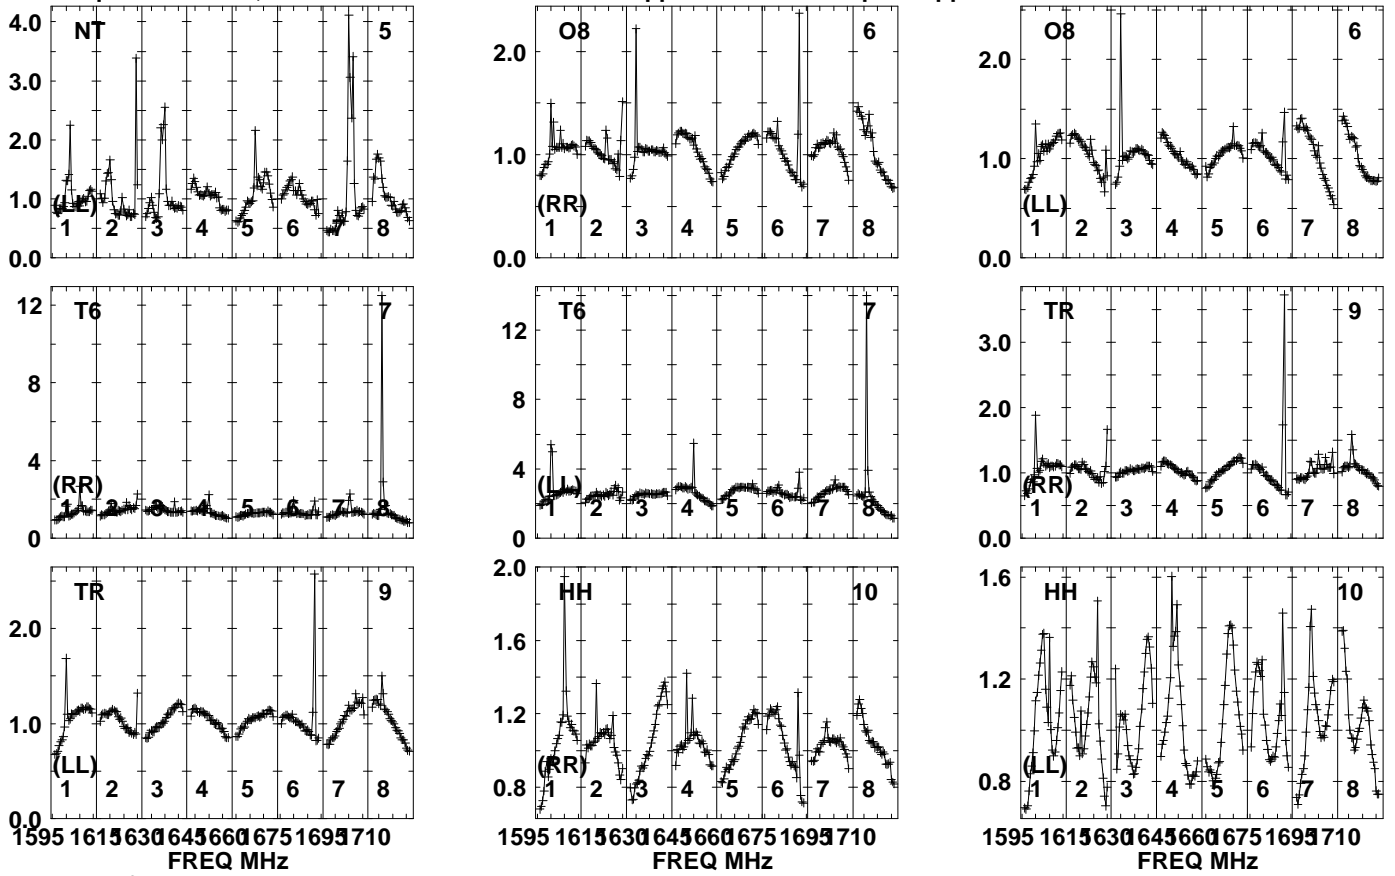 4.0 NT 5
3.0
2.0
1.0
(LL)
1 2 3 4 5 6 7 8
0.0
O8 6
2.0
1.0
(RR)
1 2 3 4 5 6 7 8
0.0
O8 6
2.0
1.0
(LL)
1 2 3 4 5 6 7 8
0.0
12 T6 7
8
4
(RR)
1 2 3 4 5 6 7 8
0
T6 7
12
8
4
(LL)
1 2 3 4 5 6 7 8
0
TR 9
3.0
2.0
1.0
(RR)
1 2 3 4 5 6 7 8
0.0
TR 9
2.0
1.0
(LL)
1 2 3 4 5 6 7 8
0.0
1595 1615 1630 1645 1660 1675 1695 1710
FREQ MHz
2.0 HH 10
1.6
1.2
(RR)
0.8
1 2 3 4 5 6 7 8
1595 1615 1630 1645 1660 1675 1695 1710
FREQ MHz
1.6 HH 10
1.2
(LL)
0.8
1 2 3 4 5 6 7 8
1595 1615 1630 1645 1660 1675 1695 1710
FREQ MHz